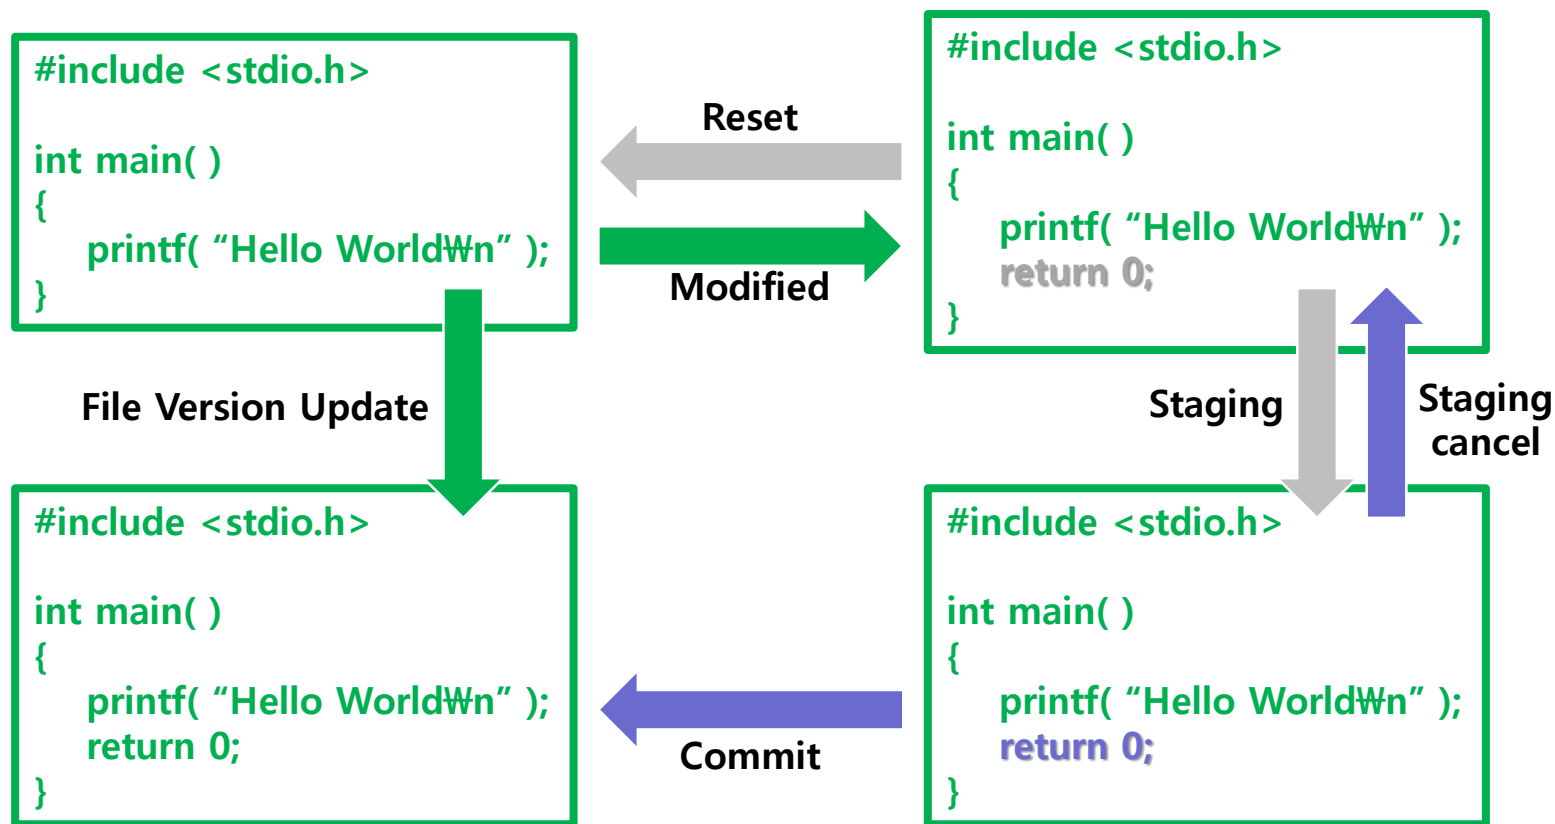 #include <stdio.h>
int main( )
{
printf( “Hello World₩n” );
}
Reset
Modified
#include <stdio.h>
int main( )
{
printf( “Hello World₩n” );
return 0;
}
File Version Update
Staging
Staging
cancel
#include <stdio.h>
int main( )
{
printf( “Hello World₩n” );
return 0;
}
Commit
#include <stdio.h>
int main( )
{
printf( “Hello World₩n” );
return 0;
}